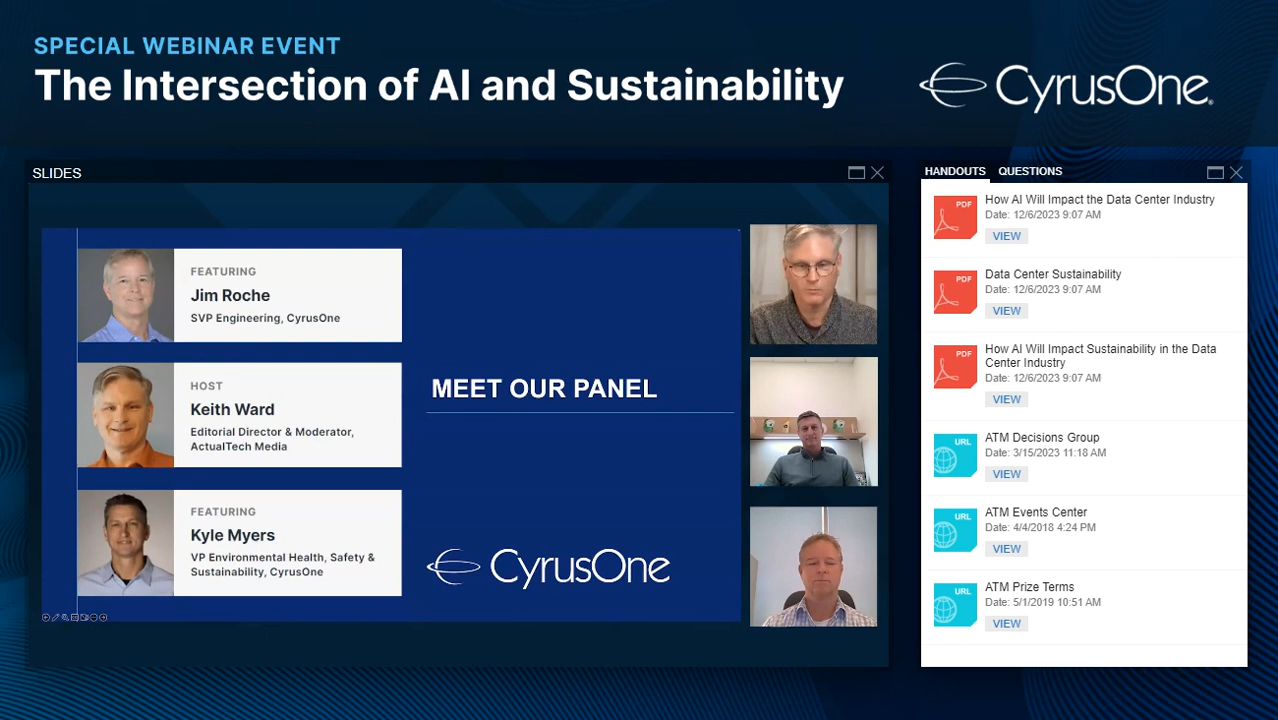 SPECIAL WEBINAR EVENT
The Intersection of AI and Sustainability
CyrusOne
SLIDES
FEATURING
Jim Roche
SVP Engineering, CyrusOne
HOST
Keith Ward
Editorial Director & Moderator,
ActualTech Media
FEATURING
Kyle Myers
VP Environmental Health, Safety &
Sustainability, CyrusOne
MEET OUR PANEL
CyrusOne
HANDOUTS QUESTIONS
PDF
How AI Will Impact the Data Center Industry
Date: 12/6/2023 9:07 AM
VIEW
PDF
Data Center Sustainability
Date: 12/6/2023 9:07 AM
VIEW
PDF
How AI Will Impact Sustainability in the Data
Center Industry
Date: 12/6/2023 9:07 AM
VIEW
URL
ATM Decisions Group
Date: 3/15/2023 11:18 AM
VIEW
URL
ATM Events Center
Date: 4/4/2018 4:24 PM
VIEW
URL
ATM Prize Terms
Date: 5/1/2019 10:51 AM
VIEW